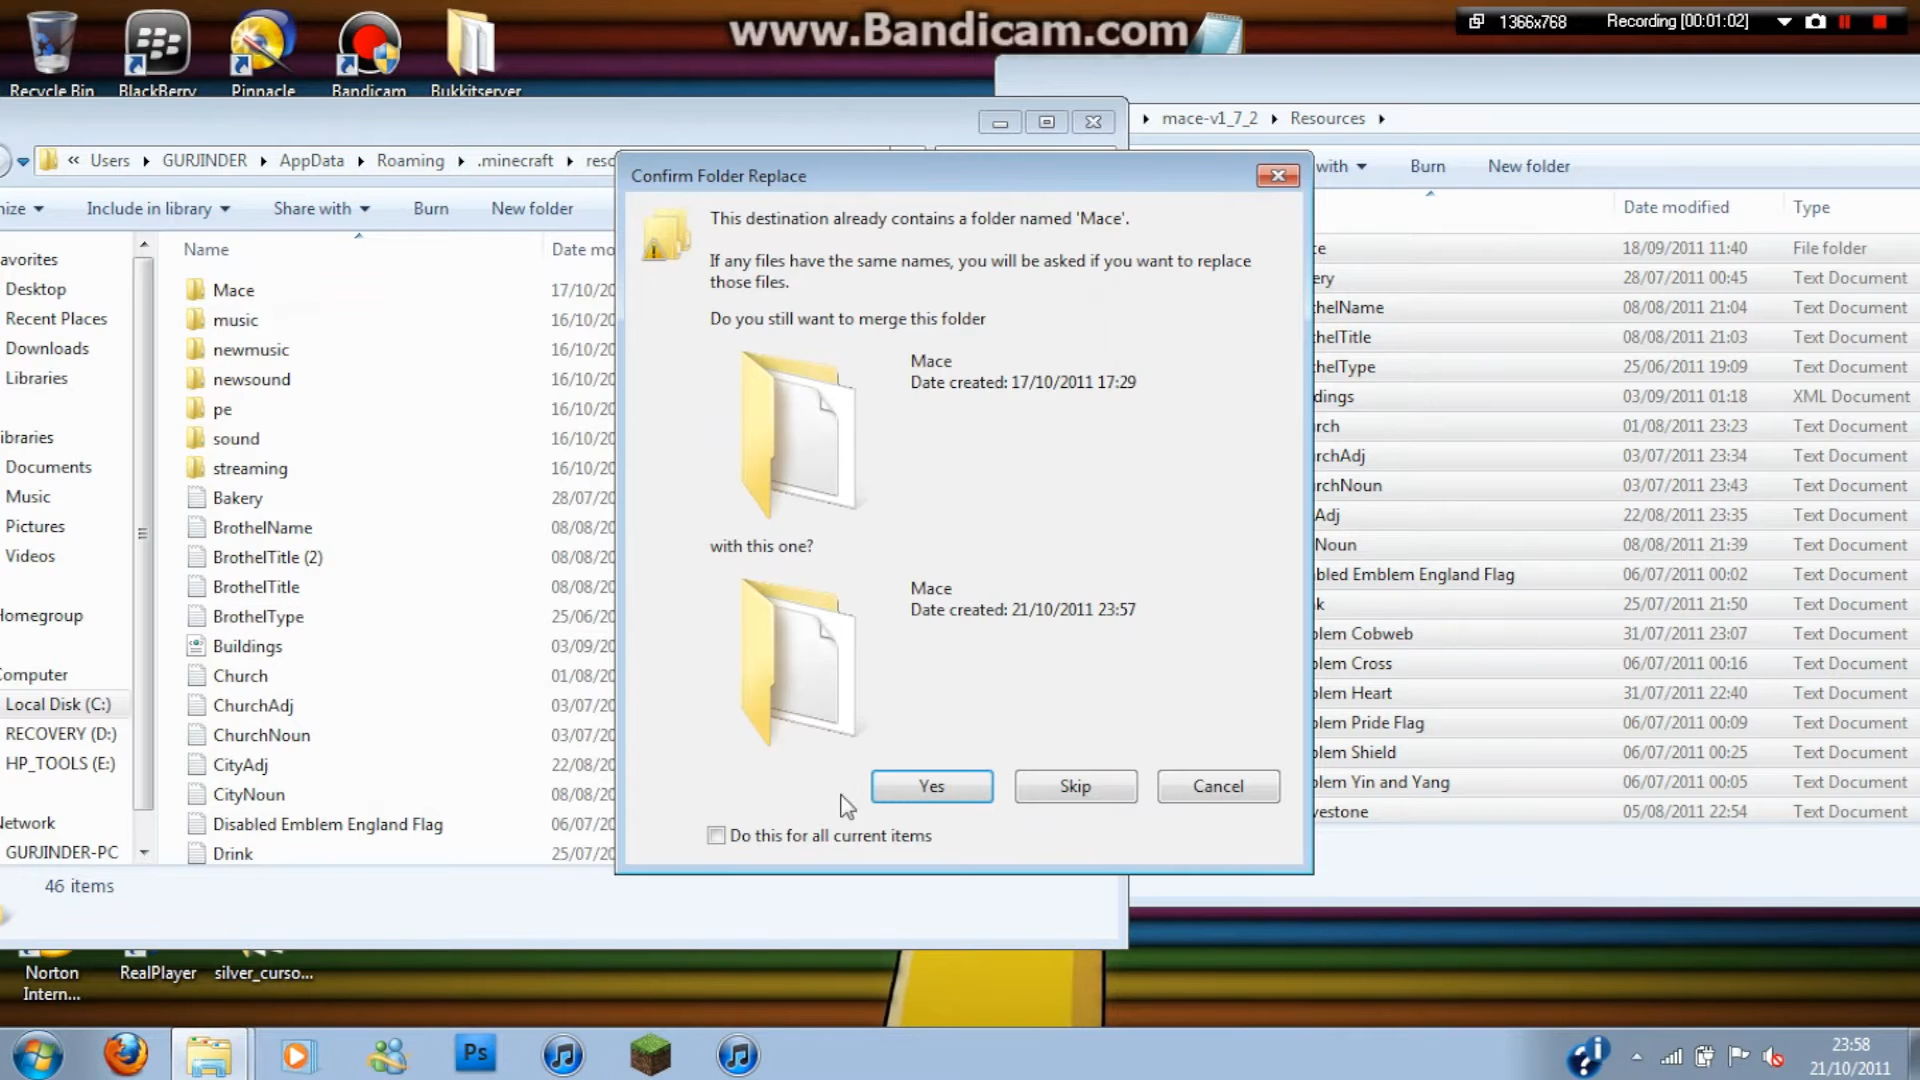 www.Bandicam.com
1366x768
Recording [00:01:02]
Recycle Bin
BlackBerry
Pinnacle
Bandicam
Bukkitserver
mace-v1_7_2
Resources
« Users
GURJINDER
AppData
Roaming
.minecraft
reso
with
Burn
New folder
nize
Include in library
Share with
Burn
New folder
Date modified
Type
Name
Date mo
avorites
Desktop
Recent Places
Downloads
Libraries
ibraries
Documents
Music
Pictures
Videos
Homegroup
Computer
Local Disk (C:)
RECOVERY (D:)
HP_TOOLS (E:)
Network
GURJINDER-PC
Mace 17/10/20
music 16/10/20
newmusic 16/10/20
newsound 16/10/20
pe 16/10/20
sound 16/10/20
streaming 16/10/20
Bakery 28/07/20
BrothelName 08/08/20
BrothelTitle (2) 08/08/20
BrothelTitle 08/08/20
BrothelType 25/06/20
Buildings 03/09/20
Church 01/08/20
ChurchAdj 03/07/20
ChurchNoun 03/07/20
CityAdj 22/08/20
CityNoun 08/08/20
Disabled Emblem England Flag 06/07/20
Drink 25/07/20
46 items
Confirm Folder Replace
This destination already contains a folder named 'Mace'.
If any files have the same names, you will be asked if you want to replace
those files.
Do you still want to merge this folder
Mace
Date created: 17/10/2011 17:29
with this one?
Mace
Date created: 21/10/2011 23:57
Yes
Skip
Cancel
Do this for all current items
ce 18/09/2011 11:40 File folder
ery 28/07/2011 00:45 Text Document
thelName 08/08/2011 21:04 Text Document
thelTitle 08/08/2011 21:03 Text Document
thelType 25/06/2011 19:09 Text Document
dings 03/09/2011 01:18 XML Document
rch 01/08/2011 23:23 Text Document
rchAdj 03/07/2011 23:34 Text Document
rchNoun 03/07/2011 23:43 Text Document
Adj 22/08/2011 23:35 Text Document
Noun 08/08/2011 21:39 Text Document
bled Emblem England Flag 06/07/2011 00:02 Text Document
k 25/07/2011 21:50 Text Document
blem Cobweb 31/07/2011 23:07 Text Document
blem Cross 06/07/2011 00:16 Text Document
blem Heart 31/07/2011 22:40 Text Document
blem Pride Flag 06/07/2011 00:09 Text Document
blem Shield 06/07/2011 00:25 Text Document
blem Yin and Yang 06/07/2011 00:05 Text Document
vestone 05/08/2011 22:54 Text Document
Norton
Intern...
RealPlayer
silver_curso...
Ps
23:58
21/10/2011